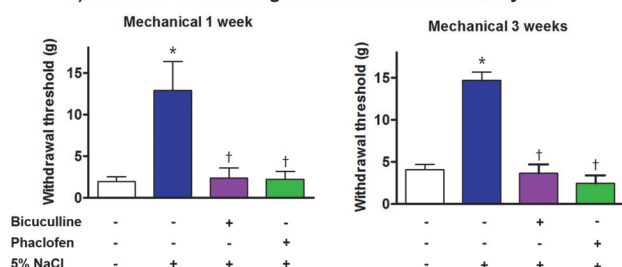 Mechanical 1 week
Withdrawal threshold (g)
15
10
5
0
*
†
†
Mechanical 3 weeks
Withdrawal threshold (g)
15
10
5
0
*
†
†
Bicuculline - - + - - - + -
Phaclofen - - - + - - - +
5% NaCl - + + + - + + +